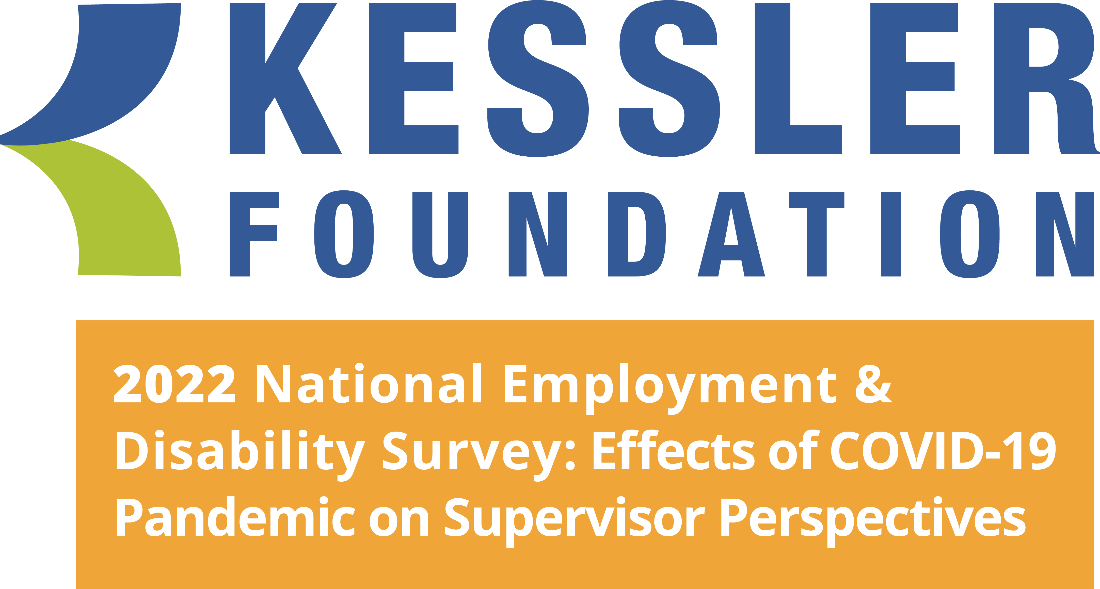 KESSLER
FOUNDATION
2022 National Employment &
Disability Survey: Effects of COVID-19
Pandemic on Supervisor Perspectives